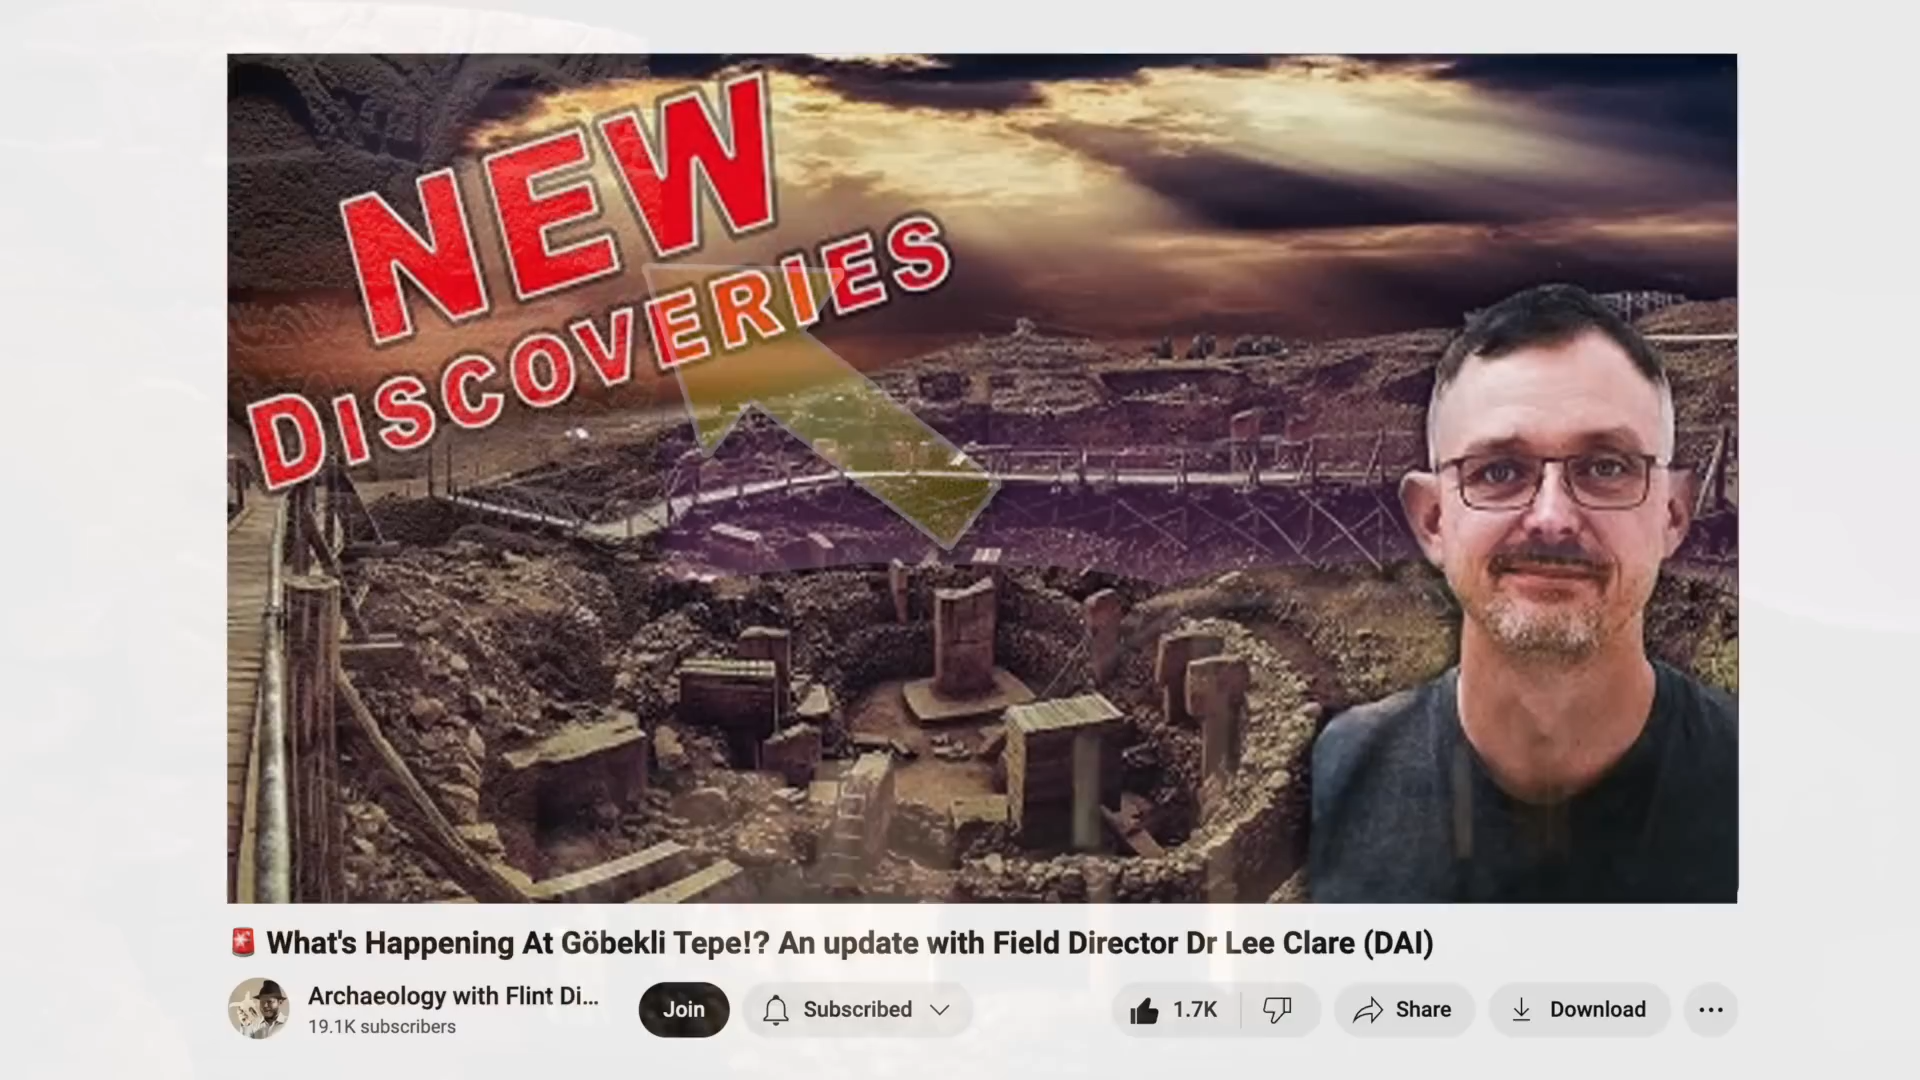 NEW
DISCOVERIES
What's Happening At Göbekli Tepe!? An update with Field Director Dr Lee Clare (DAI)
Archaeology with Flint Di...
19.1K subscribers
Join
Subscribed
1.7K
Share
Download